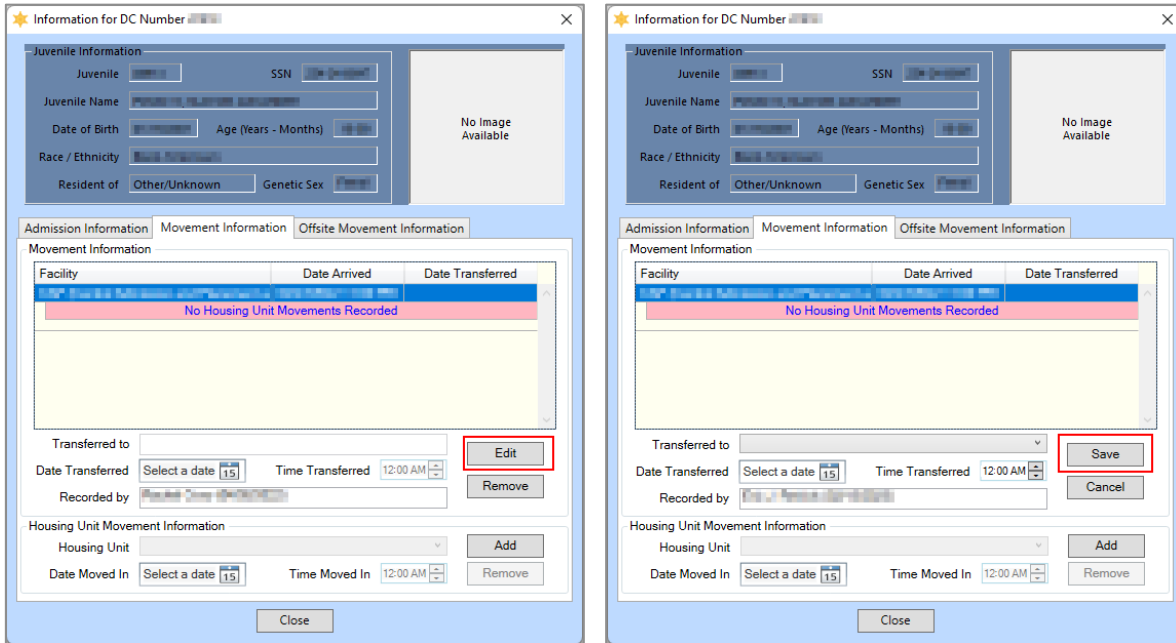 Information for DC Number
Juvenile Information
Juvenile SSN
Juvenile Name
Date of Birth Age (Years - Months)
Race / Ethnicity
Resident of Other/Unknown Genetic Sex
No Image
Available
Admission Information Movement Information Offsite Movement Information
Movement Information
Facility Date Arrived Date Transferred
No Housing Unit Movements Recorded
Transferred to
Edit
Date Transferred Select a date 15 Time Transferred 12:00 AM
Remove
Recorded by
Housing Unit Movement Information
Housing Unit Add
Date Moved In Select a date 15 Time Moved In 12:00 AM Remove
Close
Information for DC Number
Juvenile Information
Juvenile SSN
Juvenile Name
Date of Birth Age (Years - Months)
Race / Ethnicity
Resident of Other/Unknown Genetic Sex
No Image
Available
Admission Information Movement Information Offsite Movement Information
Movement Information
Facility Date Arrived Date Transferred
No Housing Unit Movements Recorded
Transferred to
Save
Date Transferred Select a date 15 Time Transferred 12:00 AM
Cancel
Recorded by
Housing Unit Movement Information
Housing Unit Add
Date Moved In Select a date 15 Time Moved In 12:00 AM Remove
Close